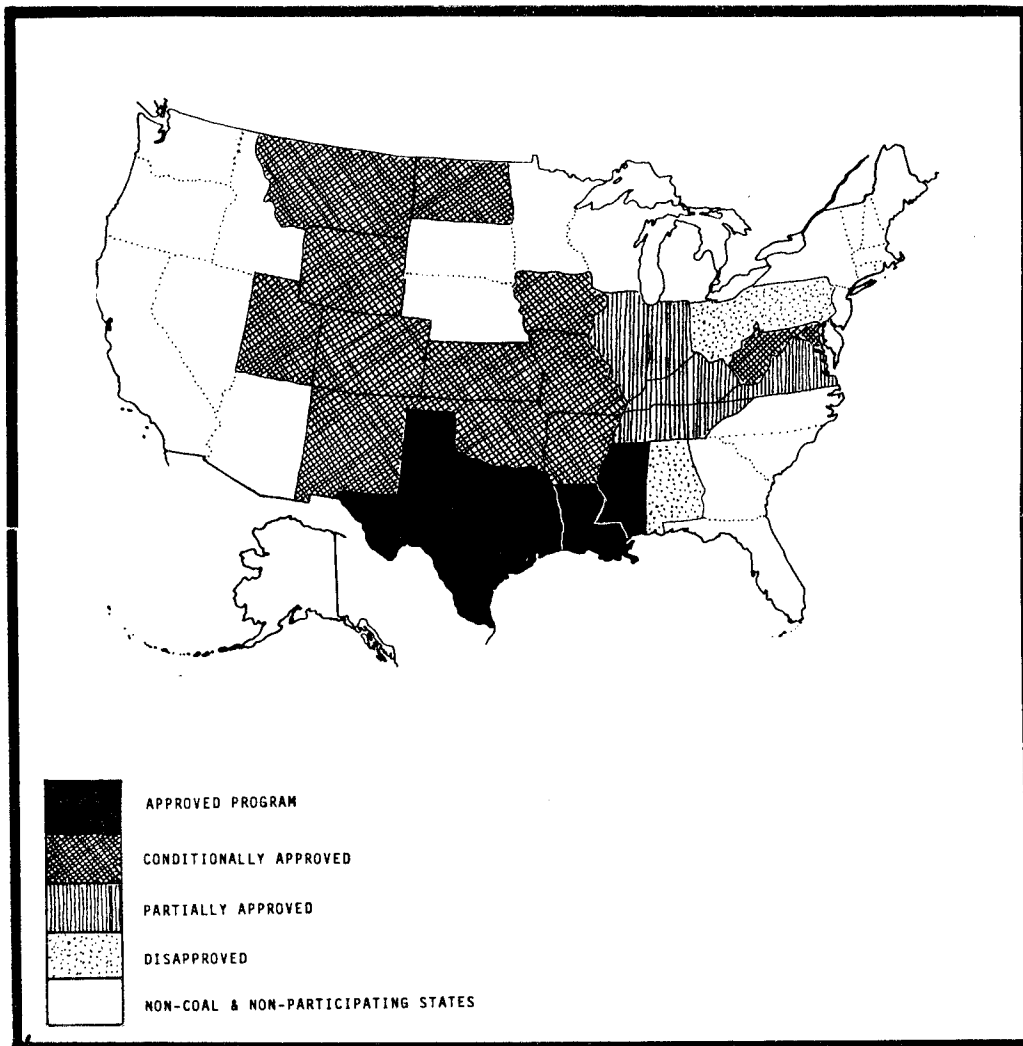 APPROVED PROGRAM
CONDITIONALLY APPROVED
PARTIALLY APPROVED
DISAPPROVED
NON-COAL & NON-PARTICIPATING STATES